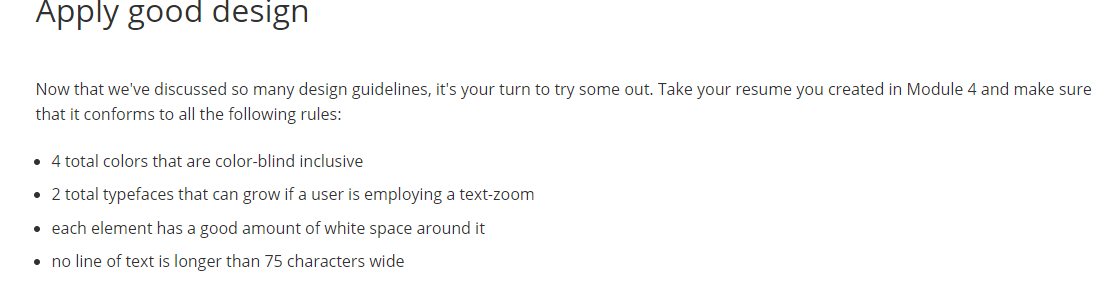 Apply good design
Now that we've discussed so many design guidelines, it's your turn to try some out. Take your resume you created in Module 4 and make sure
that it conforms to all the following rules:
• 4 total colors that are color-blind inclusive
• 2 total typefaces that can grow if a user is employing a text-zoom
• each element has a good amount of white space around it
• no line of text is longer than 75 characters wide